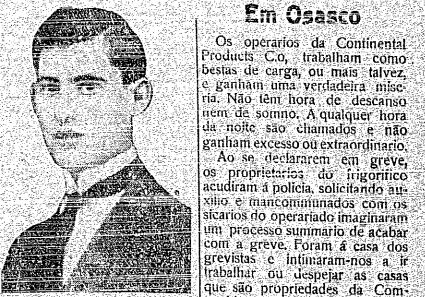 Em Osasco
Os operarios da Continental
Products C.o, trabalham como
bestas de carga, ou mais talvez,
e ganham uma verdadeira mise-
ria. Não têm hora de descanso
nem de somno. A qualquer hora
da noite são chamados e não
ganham excesso ou extraordinario.
Ao se declararem em greve,
os proprietarios do frigorifico
acudiram á policia, solicitando au-
xilio e mancommunados com os
sicarios do operariado imaginaram
um processo summario de acabar
com a greve. Foram á casa dos
grevistas e intimaram-nos a ir
trabalhar ou despejar as casas
que são propriedades da Com-